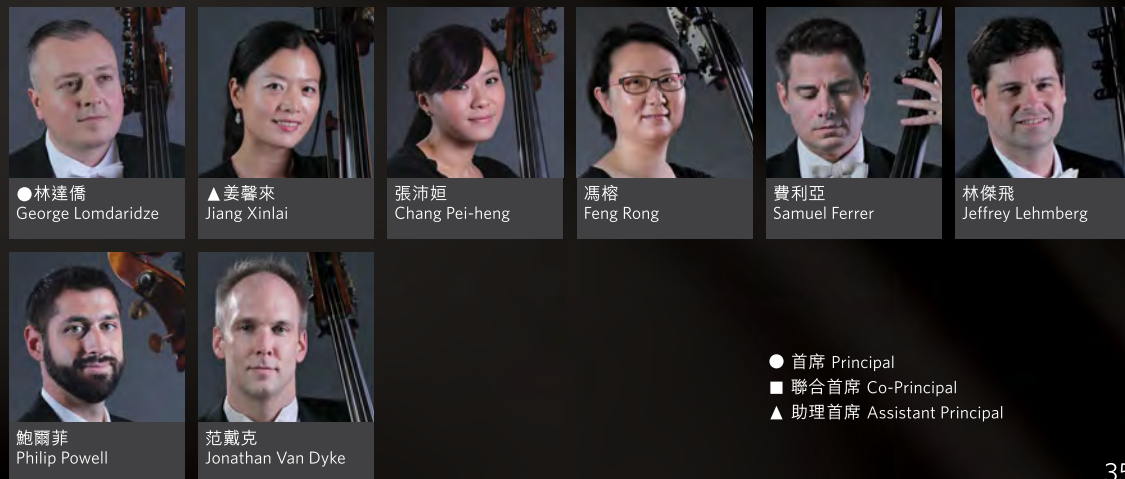 ●林達僑
George Lomdaridze
▲姜馨來
Jiang Xinlai
張沛姮
Chang Pei-heng
馮榕
Feng Rong
費利亞
Samuel Ferrer
林傑飛
Jeffrey Lehmberg
鮑爾菲
Philip Powell
范戴克
Jonathan Van Dyke
● 首席 Principal
■ 聯合首席 Co-Principal
▲ 助理首席 Assistant Principal
35